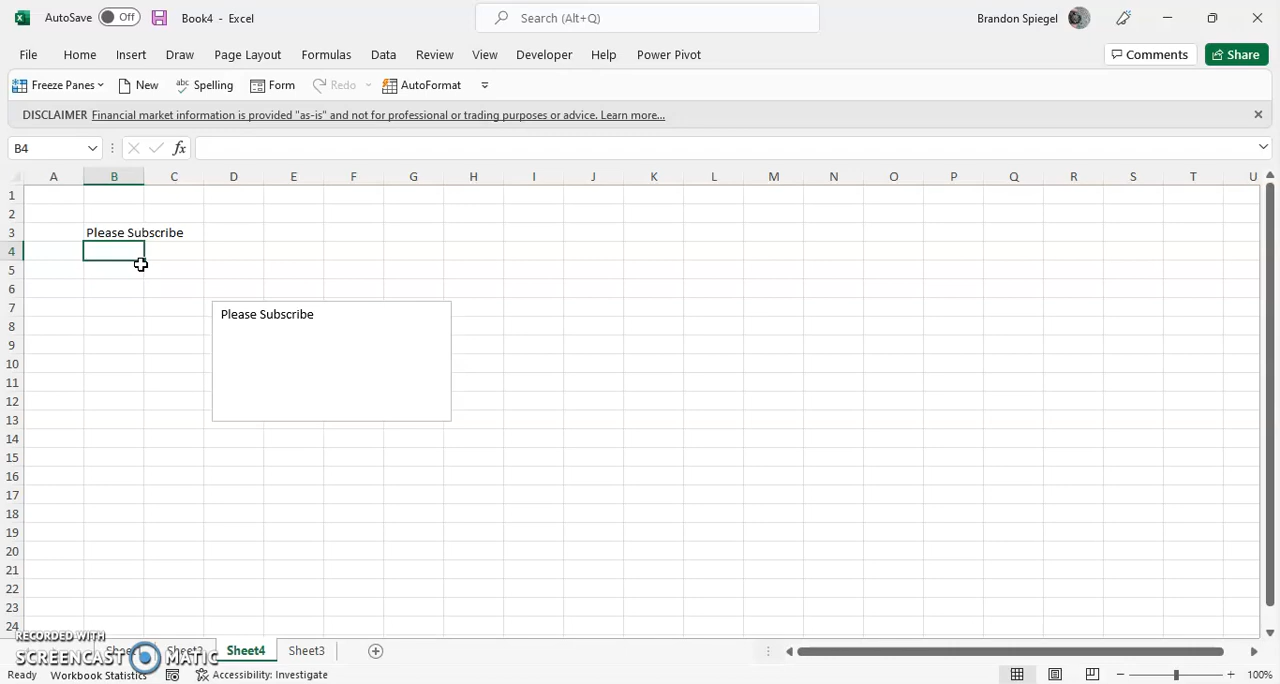 AutoSave Off Book4 - Excel Search (Alt+Q) Brandon Spiegel
File Home Insert Draw Page Layout Formulas Data Review View Developer Help Power Pivot Comments Share
Freeze Panes New Spelling Form Redo AutoFormat
DISCLAIMER Financial market information is provided "as-is" and not for professional or trading purposes or advice. Learn more...
B4 fx
A B C D E F G H I J K L M N O P Q R S T U
1
2
3 Please Subscribe
4
5
6
7 Please Subscribe
8
9
10
11
12
13
14
15
16
17
18
19
20
21
22
23
24
RECORDED WITH
SCREENCAST MATIC
Sheet4 Sheet3
Ready Workbook Statistics Accessibility: Investigate 100%